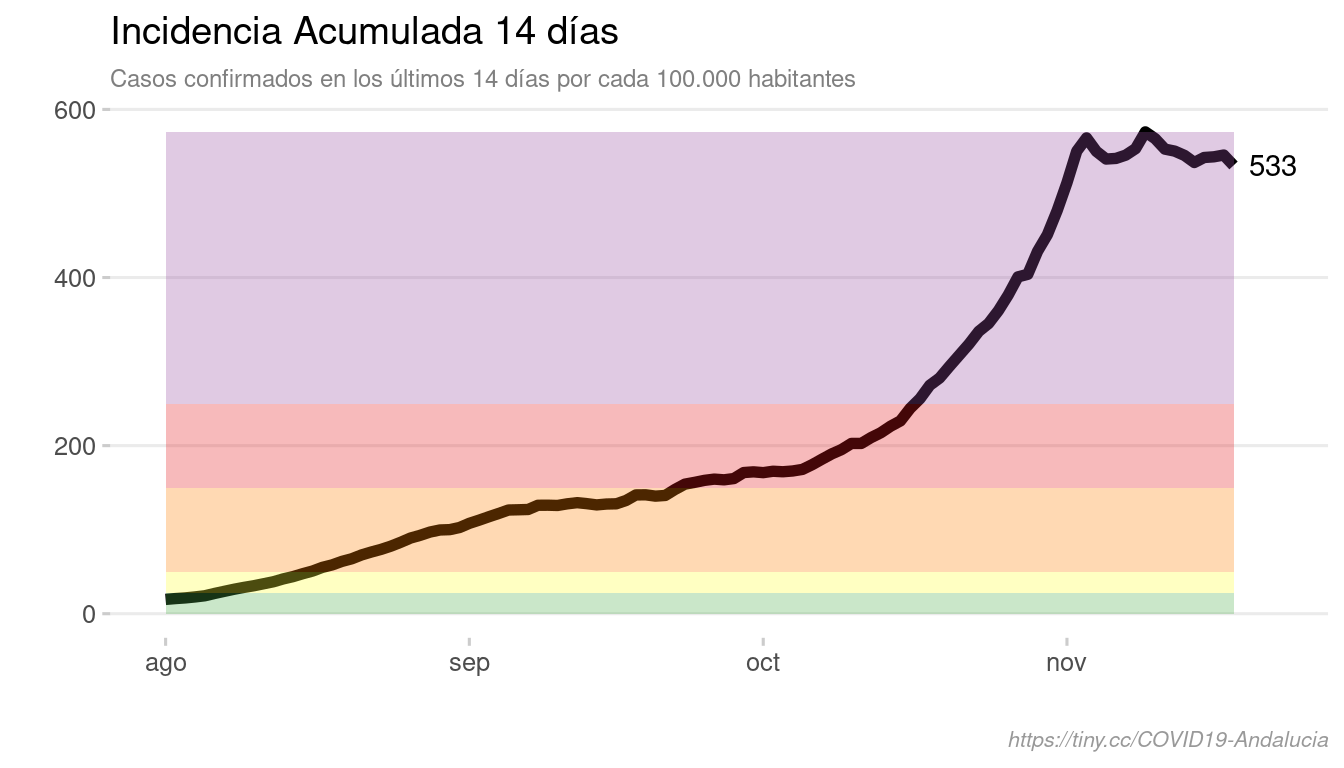 Incidencia Acumulada 14 días
Casos confirmados en los últimos 14 días por cada 100.000 habitantes
600
533
400
200
0
ago sep oct nov
https://tiny.cc/COVID19-Andalucia